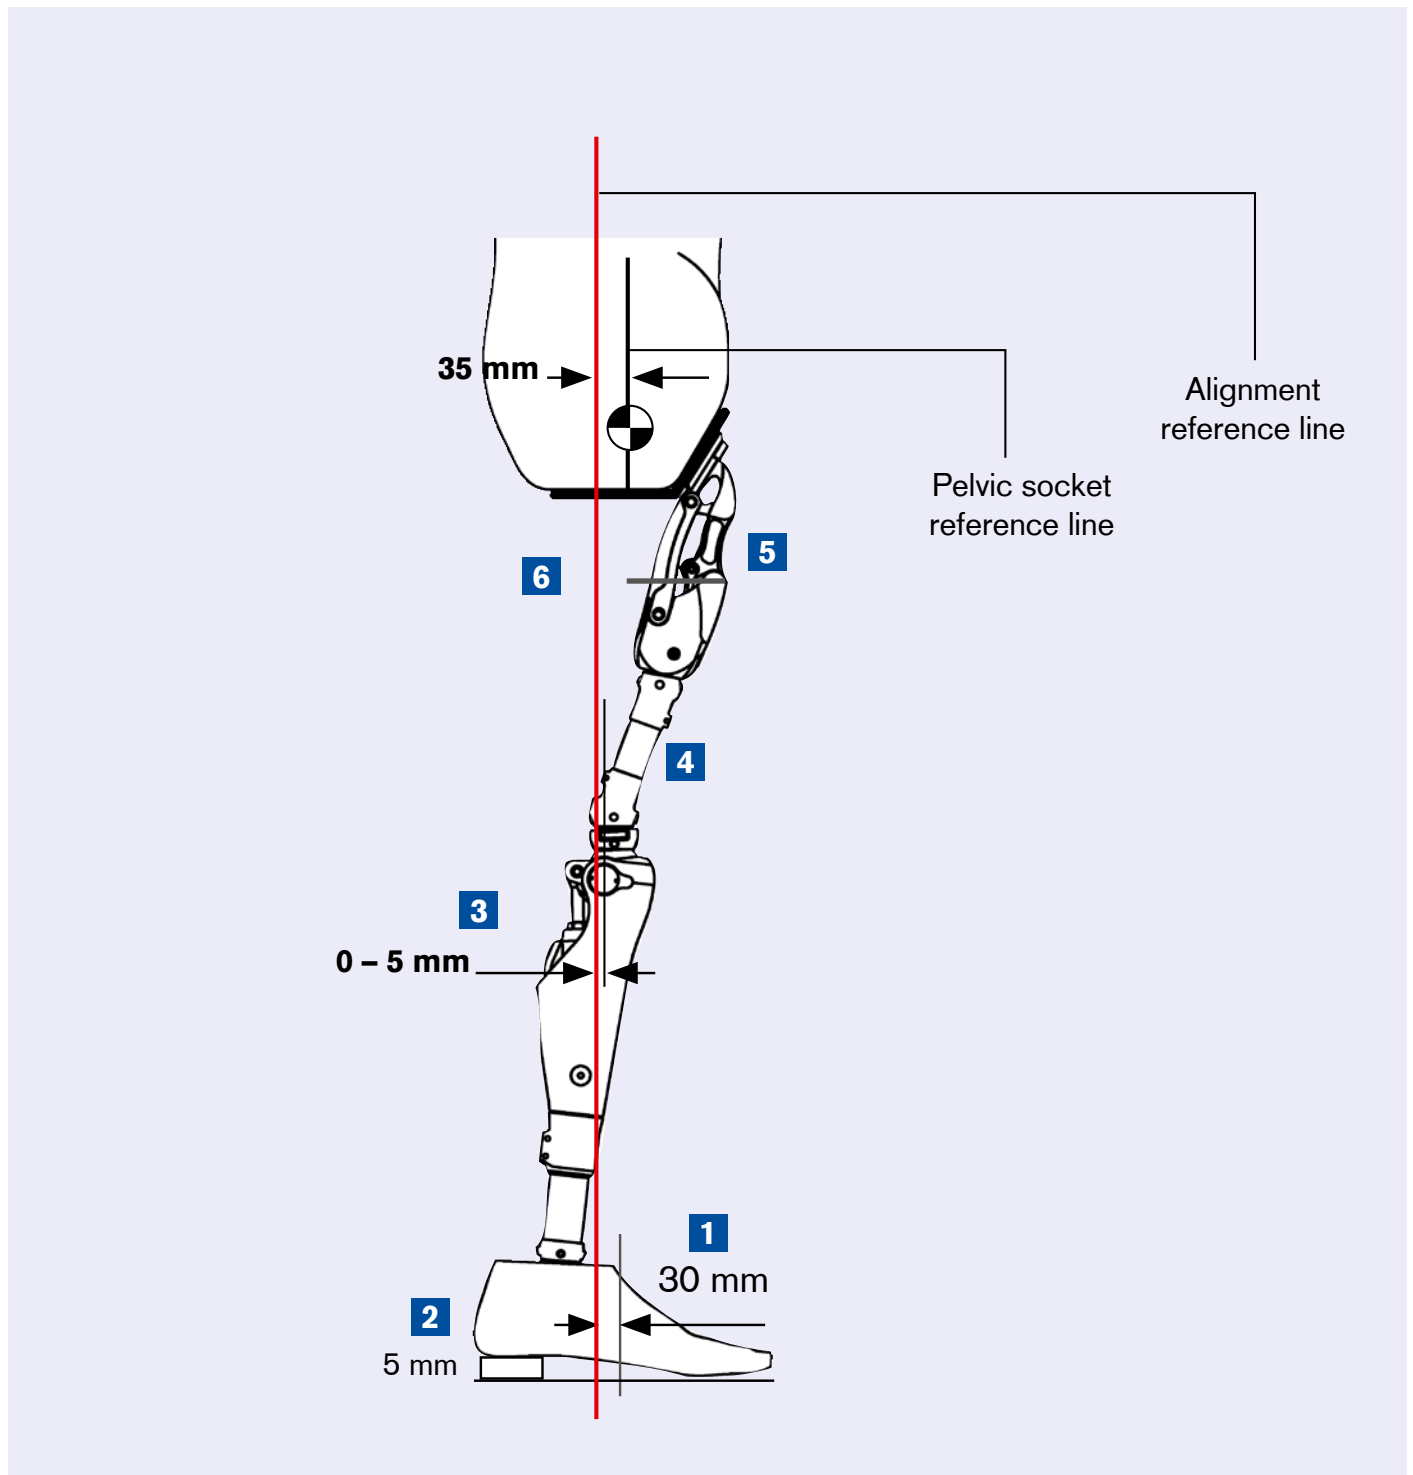 35 mm
Alignment
reference line
Pelvic socket
reference line
5
6
4
3
0 – 5 mm
1
30 mm
2
5 mm